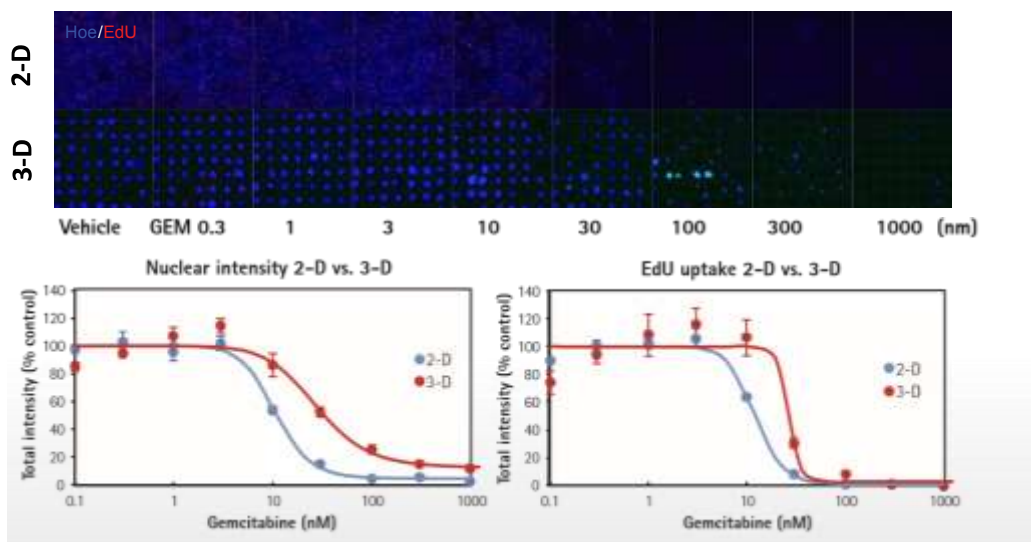 Hoe/EdU
2-D
3-D
Vehicle GEM 0.3 1 3 10 30 100 300 1000 (nm)
Nuclear intensity 2-D vs. 3-D
Total intensity (% control)
140
120
100
80
60
40
20
0
2-D
3-D
0.1 1 10 100 1000
Gemcitabine (nM)
EdU uptake 2-D vs. 3-D
Total intensity (% control)
140
120
100
80
60
40
20
0
2-D
3-D
0.1 1 10 100 1000
Gemcitabine (nM)